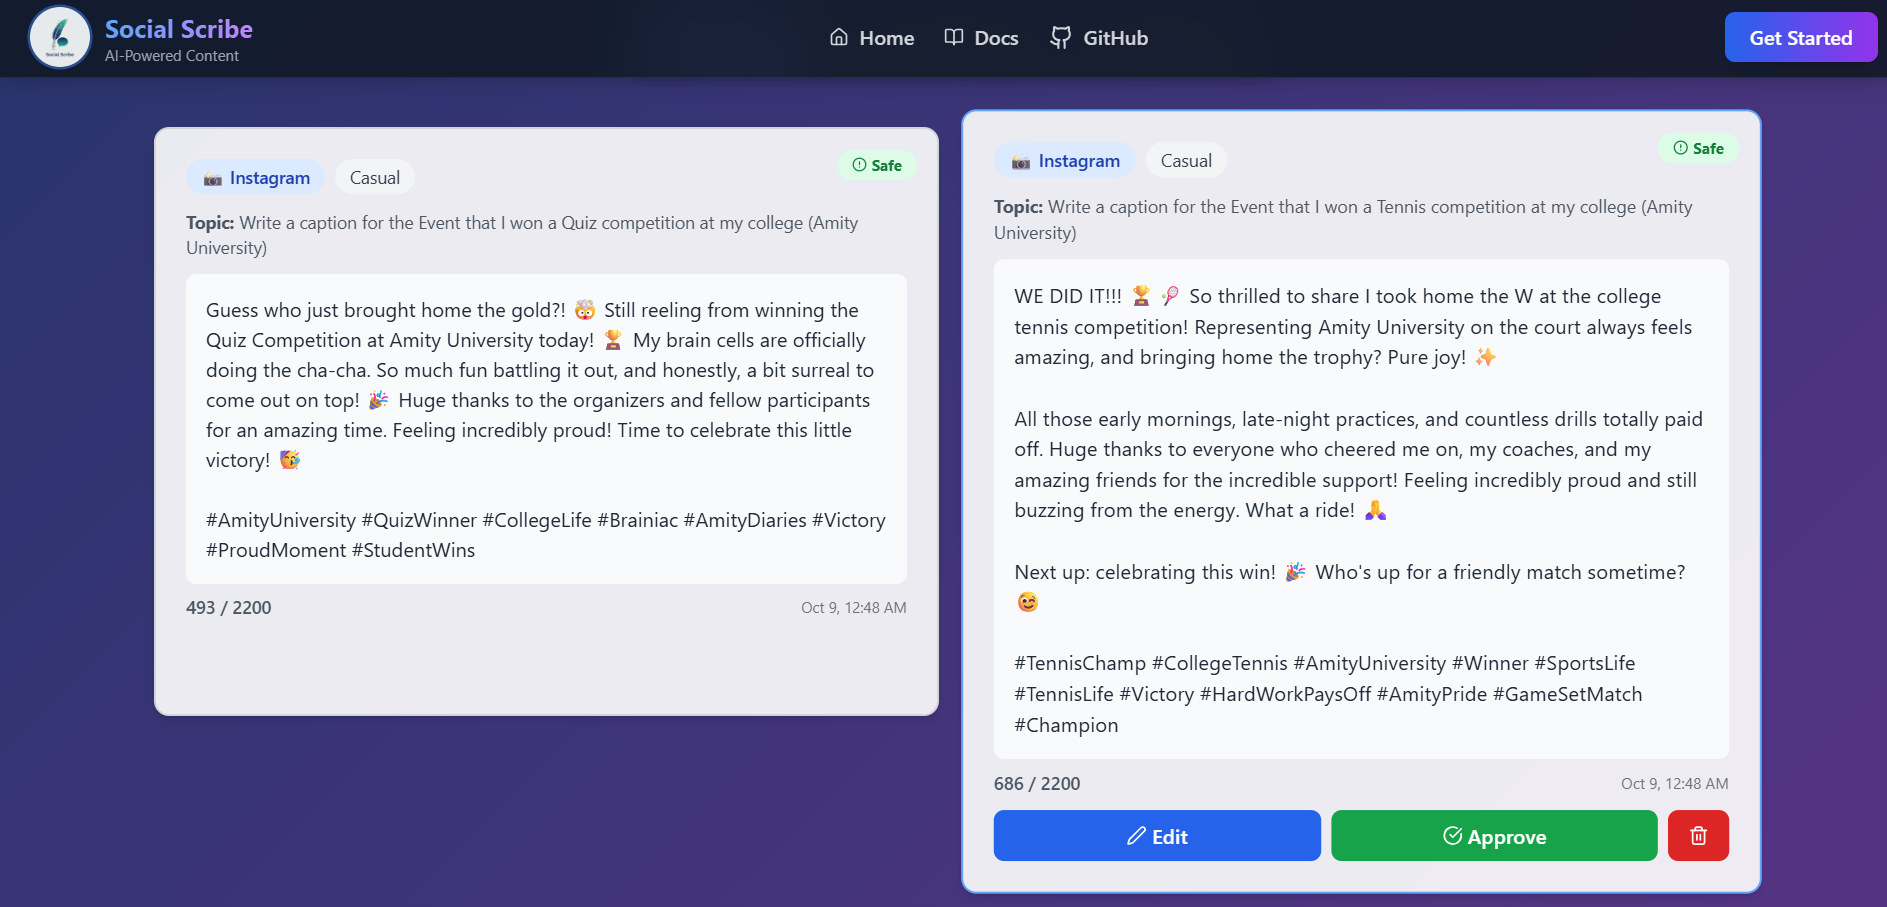 Social Scribe
AI-Powered Content
Home
Docs
GitHub
Get Started
📸 Instagram
Casual
Safe
Topic: Write a caption for the Event that I won a Quiz competition at my college (Amity
University)
Guess who just brought home the gold?! 🤯 Still reeling from winning the
Quiz Competition at Amity University today! 🏆 My brain cells are officially
doing the cha-cha. So much fun battling it out, and honestly, a bit surreal to
come out on top! 🎉 Huge thanks to the organizers and fellow participants
for an amazing time. Feeling incredibly proud! Time to celebrate this little
victory! 🥳
#AmityUniversity #QuizWinner #CollegeLife #Brainiac #AmityDiaries #Victory
#ProudMoment #StudentWins
493 / 2200
Oct 9, 12:48 AM
📸 Instagram
Casual
Safe
Topic: Write a caption for the Event that I won a Tennis competition at my college (Amity
University)
WE DID IT!!! 🏆 🎾 So thrilled to share I took home the W at the college
tennis competition! Representing Amity University on the court always feels
amazing, and bringing home the trophy? Pure joy! ✨
All those early mornings, late-night practices, and countless drills totally paid
off. Huge thanks to everyone who cheered me on, my coaches, and my
amazing friends for the incredible support! Feeling incredibly proud and still
buzzing from the energy. What a ride! 🙏
Next up: celebrating this win! 🎉 Who's up for a friendly match sometime?
😉
#TennisChamp #CollegeTennis #AmityUniversity #Winner #SportsLife
#TennisLife #Victory #HardWorkPaysOff #AmityPride #GameSetMatch
#Champion
686 / 2200
Oct 9, 12:48 AM
Edit
Approve